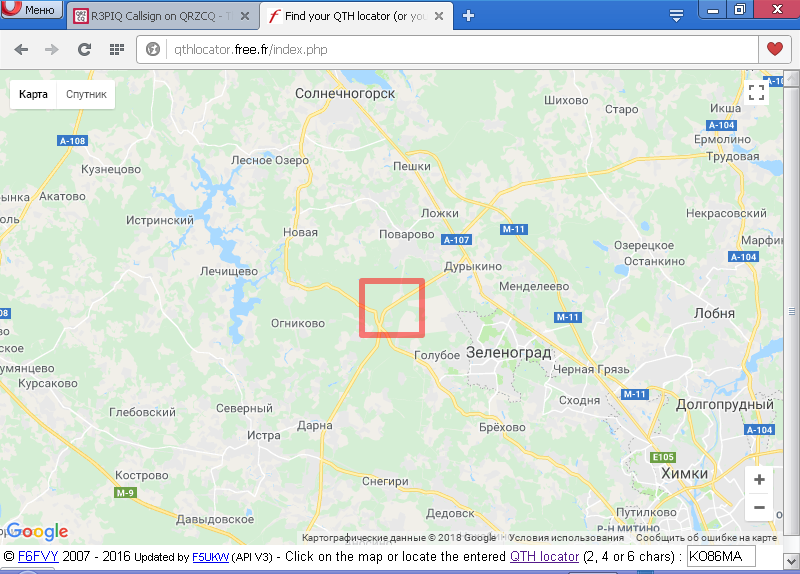 Меню
R3PIQ Callsign on QRZCQ - T
Find your QTH locator (or you
qthlocator.free.fr/index.php
Карта
Спутник
Солнечногорск
Шихово
Старо
Икша
А-108
А-104
Ермолино
Трудовая
Кузнецово
Лесное Озеро
Пешки
Акатово
Истринский
Ложки
Некрасовский
М-11
Новая
Поварово
А-107
Озерецкое
Останкино
А-104
Лечищево
Дурыкино
Менделеево
М-11
Лобня
Огниково
Голубое
Зеленоград
Черная Грязь
Курсаково
М-11
Сходня
Долгопрудный
Глебовский
Северный
Дарна
Брёхово
А-104
Истра
E105
Химки
Кострово
Снегири
М-9
Давыдовское
Дедовск
Путилково
Р-н митино
Google
Картографические данные © 2018 Google
Условия использования
Сообщить об ошибке на карте
© F6FVY 2007 - 2016 Updated by F5UKW (API V3) - Click on the map or locate the entered QTH locator (2, 4 or 6 chars) : KO86MA